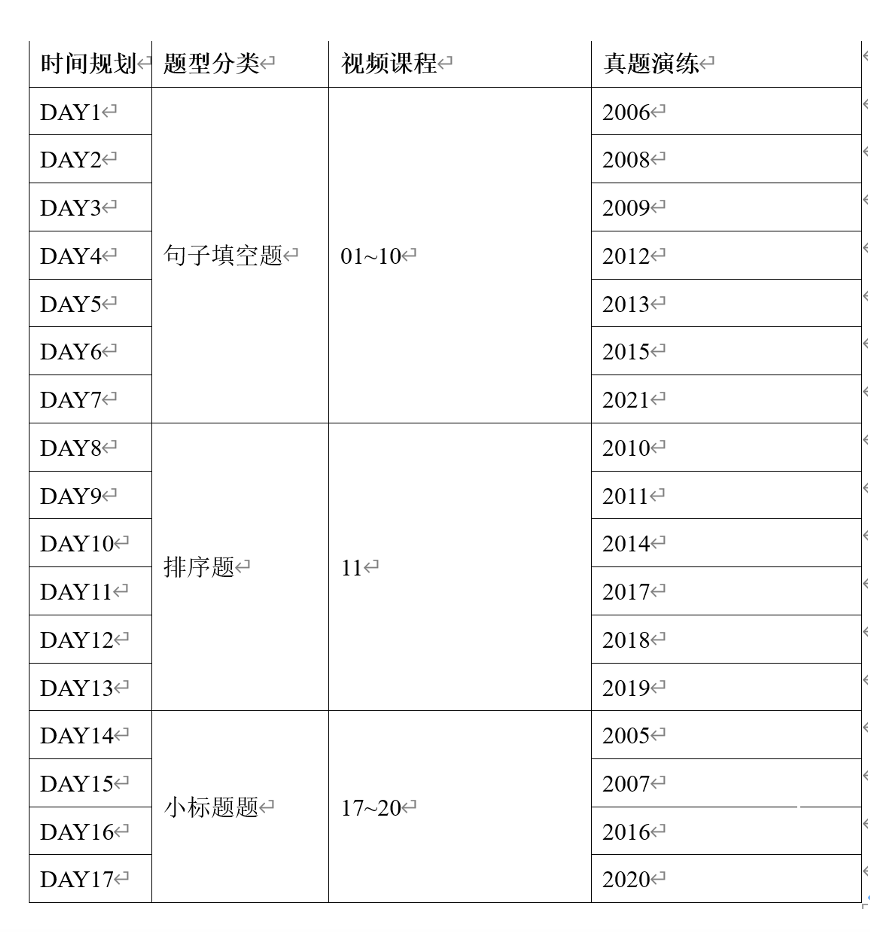 时间规划 题型分类 视频课程 真题演练
DAY1 2006
DAY2 2008
DAY3 2009
DAY4 句子填空题 01~10 2012
DAY5 2013
DAY6 2015
DAY7 2021
DAY8 2010
DAY9 2011
DAY10 2014
排序题 11
DAY11 2017
DAY12 2018
DAY13 2019
DAY14 2005
DAY15 2007
小标题题 17~20
DAY16 2016
DAY17 2020